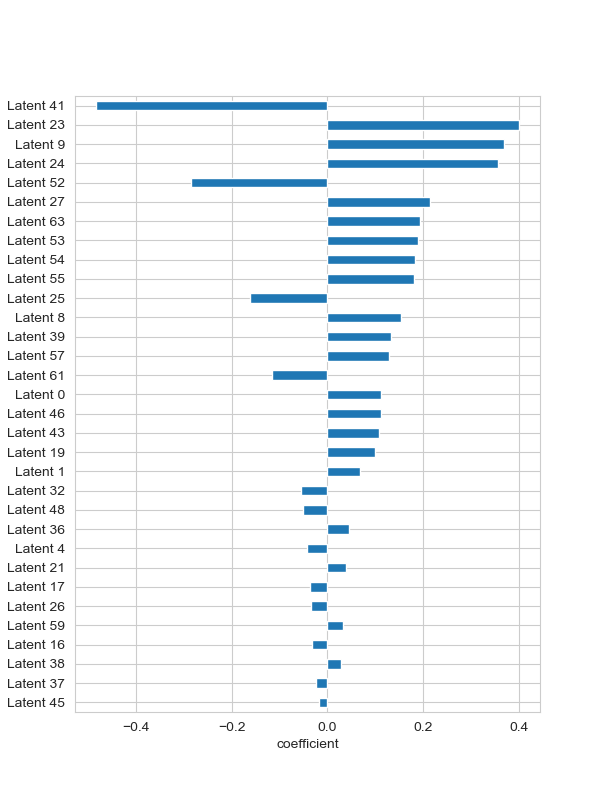 Latent 41
Latent 23
Latent 9
Latent 24
Latent 52
Latent 27
Latent 63
Latent 53
Latent 54
Latent 55
Latent 25
Latent 8
Latent 39
Latent 57
Latent 61
Latent 0
Latent 46
Latent 43
Latent 19
Latent 1
Latent 32
Latent 48
Latent 36
Latent 4
Latent 21
Latent 17
Latent 26
Latent 59
Latent 16
Latent 38
Latent 37
Latent 45
−0.4 −0.2 0.0 0.2 0.4
coefficient